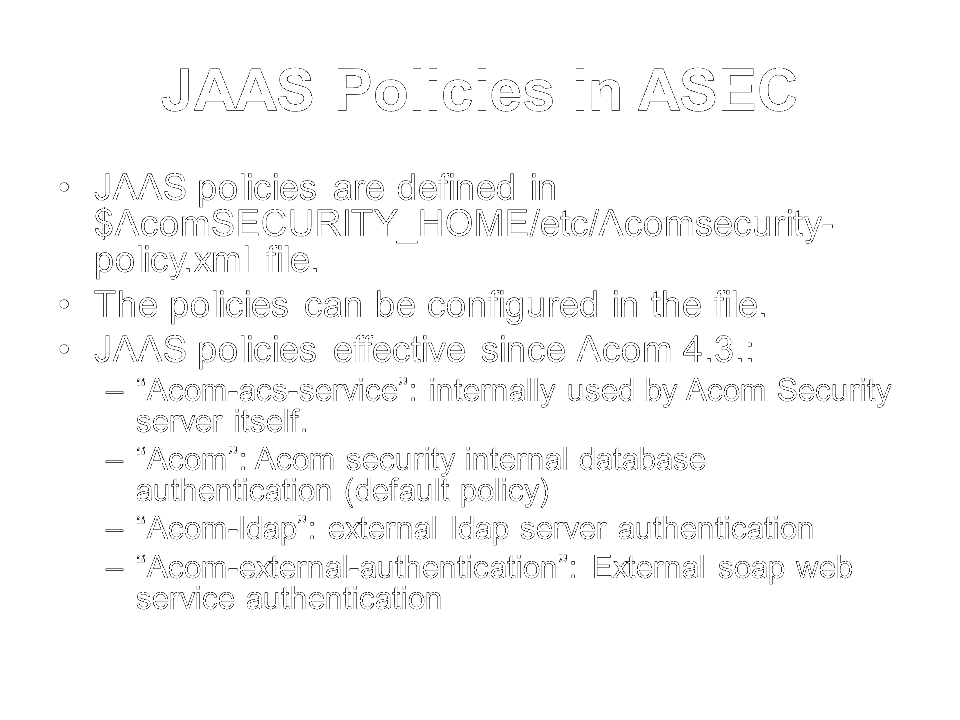 JAAS Policies in ASEC
• JAAS policies are defined in
$AcomSECURITY_HOME/etc/Acomsecurity-
policy.xml file.
• The policies can be configured in the file.
• JAAS policies effective since Acom 4.3.:
– “Acom-acs-service”: internally used by Acom Security
server itself.
– “Acom”: Acom security internal database
authentication (default policy)
– “Acom-ldap”: external ldap server authentication
– “Acom-external-authentication”: External soap web
service authentication